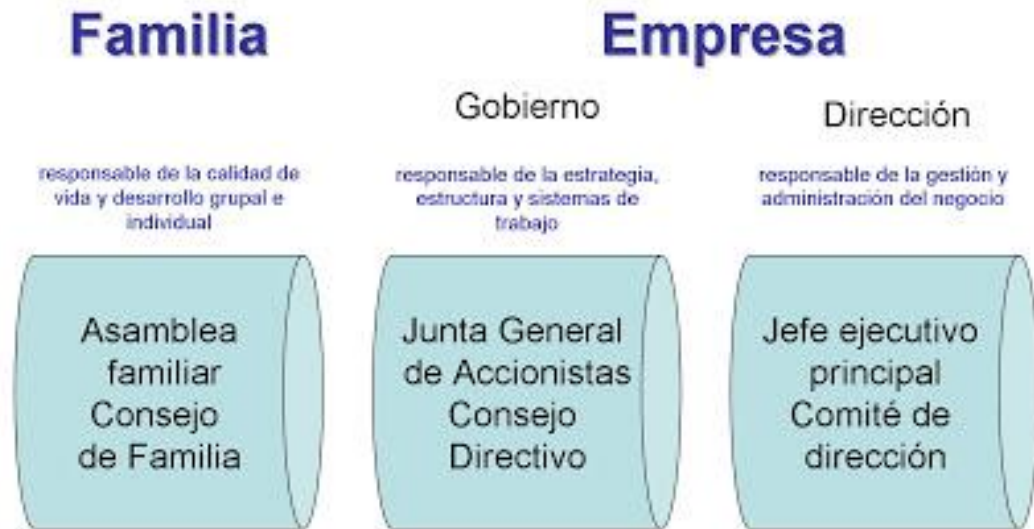 Familia
Empresa
Gobierno
Dirección
responsable de la calidad de
vida y desarrollo grupal e
individual
responsable de la estrategia,
estructura y sistemas de
trabajo
responsable de la gestión y
administración del negocio
Asamblea
familiar
Consejo
de Familia
Junta General
de Accionistas
Consejo
Directivo
Jefe ejecutivo
principal
Comité de
dirección